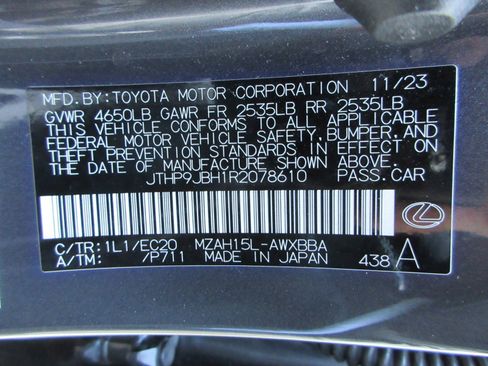 MFD. BY: TOYOTA MOTOR CORPORATION 11/23
GVWR 4650LB GAWR FR 2535LB RR 2535LB
THIS VEHICLE CONFORMS TO ALL APPLICABLE
FEDERAL MOTOR VEHICLE SAFETY, BUMPER, AND
THEFT PREVENTION STANDARDS IN EFFECT ON
THE DATE OF MANUFACTURE SHOWN ABOVE.
JTHP9JBH1R2078610 PASS. CAR
C/TR: 1L1/EC20 MZAH15L-AWXBBA
A/TM: /P711 MADE IN JAPAN 438 A